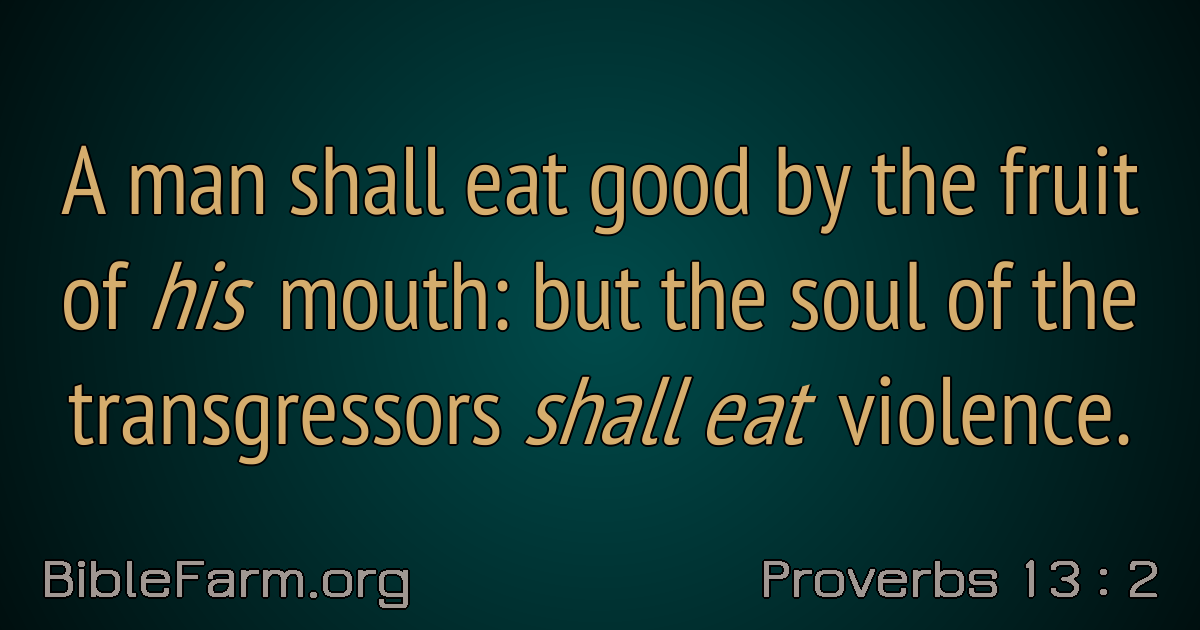 A man shall eat good by the fruit
of his mouth: but the soul of the
transgressors shall eat violence.
BibleFarm.org
Proverbs 13 : 2